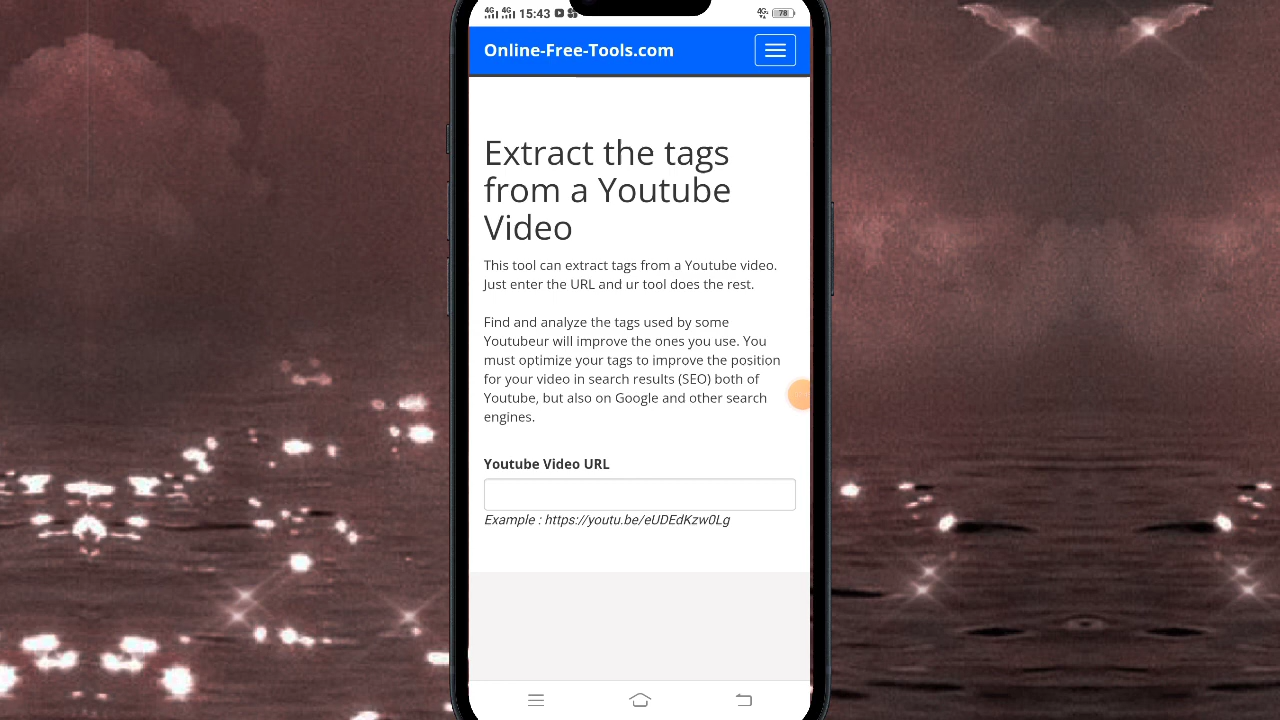 4G 4G 15:43 4G 78
Online-Free-Tools.com
Extract the tags
from a Youtube
Video
This tool can extract tags from a Youtube video.
Just enter the URL and ur tool does the rest.
Find and analyze the tags used by some
Youtubeur will improve the ones you use. You
must optimize your tags to improve the position
for your video in search results (SEO) both of
Youtube, but also on Google and other search
engines.
Youtube Video URL
Example : https://youtu.be/eUDEdKzw0Lg